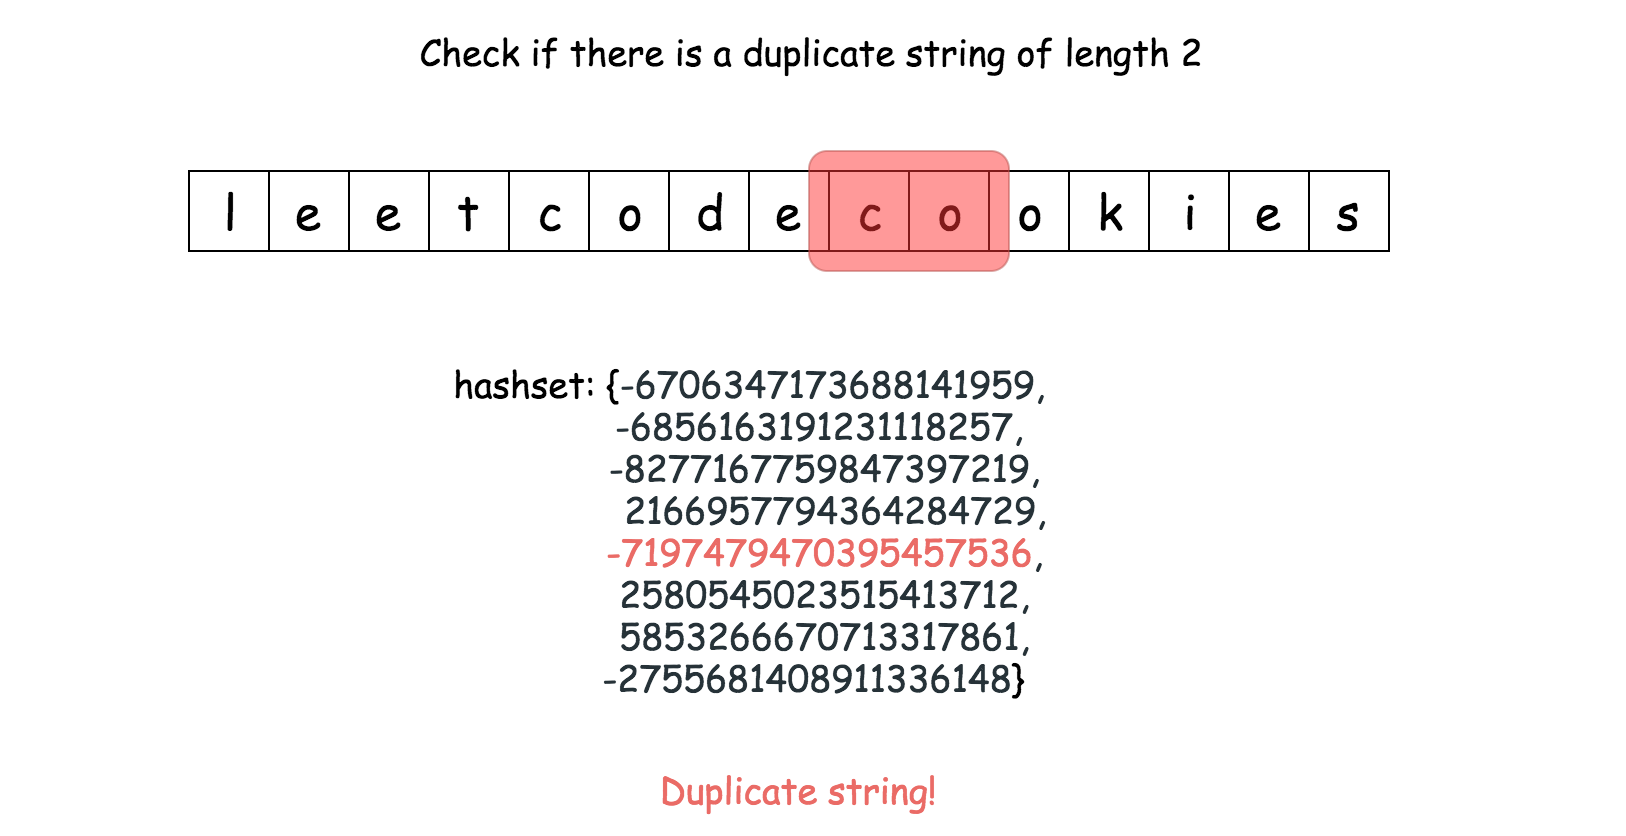 Check if there is a duplicate string of length 2
l e e t c o d e c o o k i e s
hashset: {-6706347173688141959,
-6856163191231118257,
-8277167759847397219,
2166957794364284729,
-7197479470395457536,
2580545023515413712,
5853266670713317861,
-2755681408911336148}
Duplicate string!